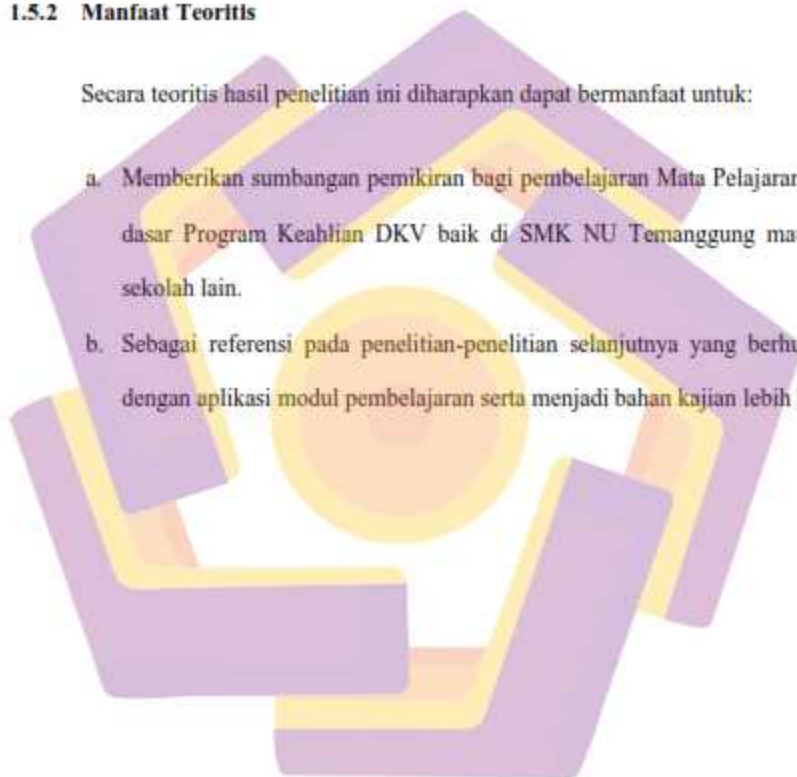 1.5.2 Manfaat Teoritis
Secara teoritis hasil penelitian ini diharapkan dapat bermanfaat untuk:
a. Memberikan sumbangan pemikiran bagi pembelajaran Mata Pelajaran
dasar Program Keahlian DKV baik di SMK NU Temanggung ma
sekolah lain.
b. Sebagai referensi pada penelitian-penelitian selanjutnya yang berhu
dengan aplikasi modul pembelajaran serta menjadi bahan kajian lebih